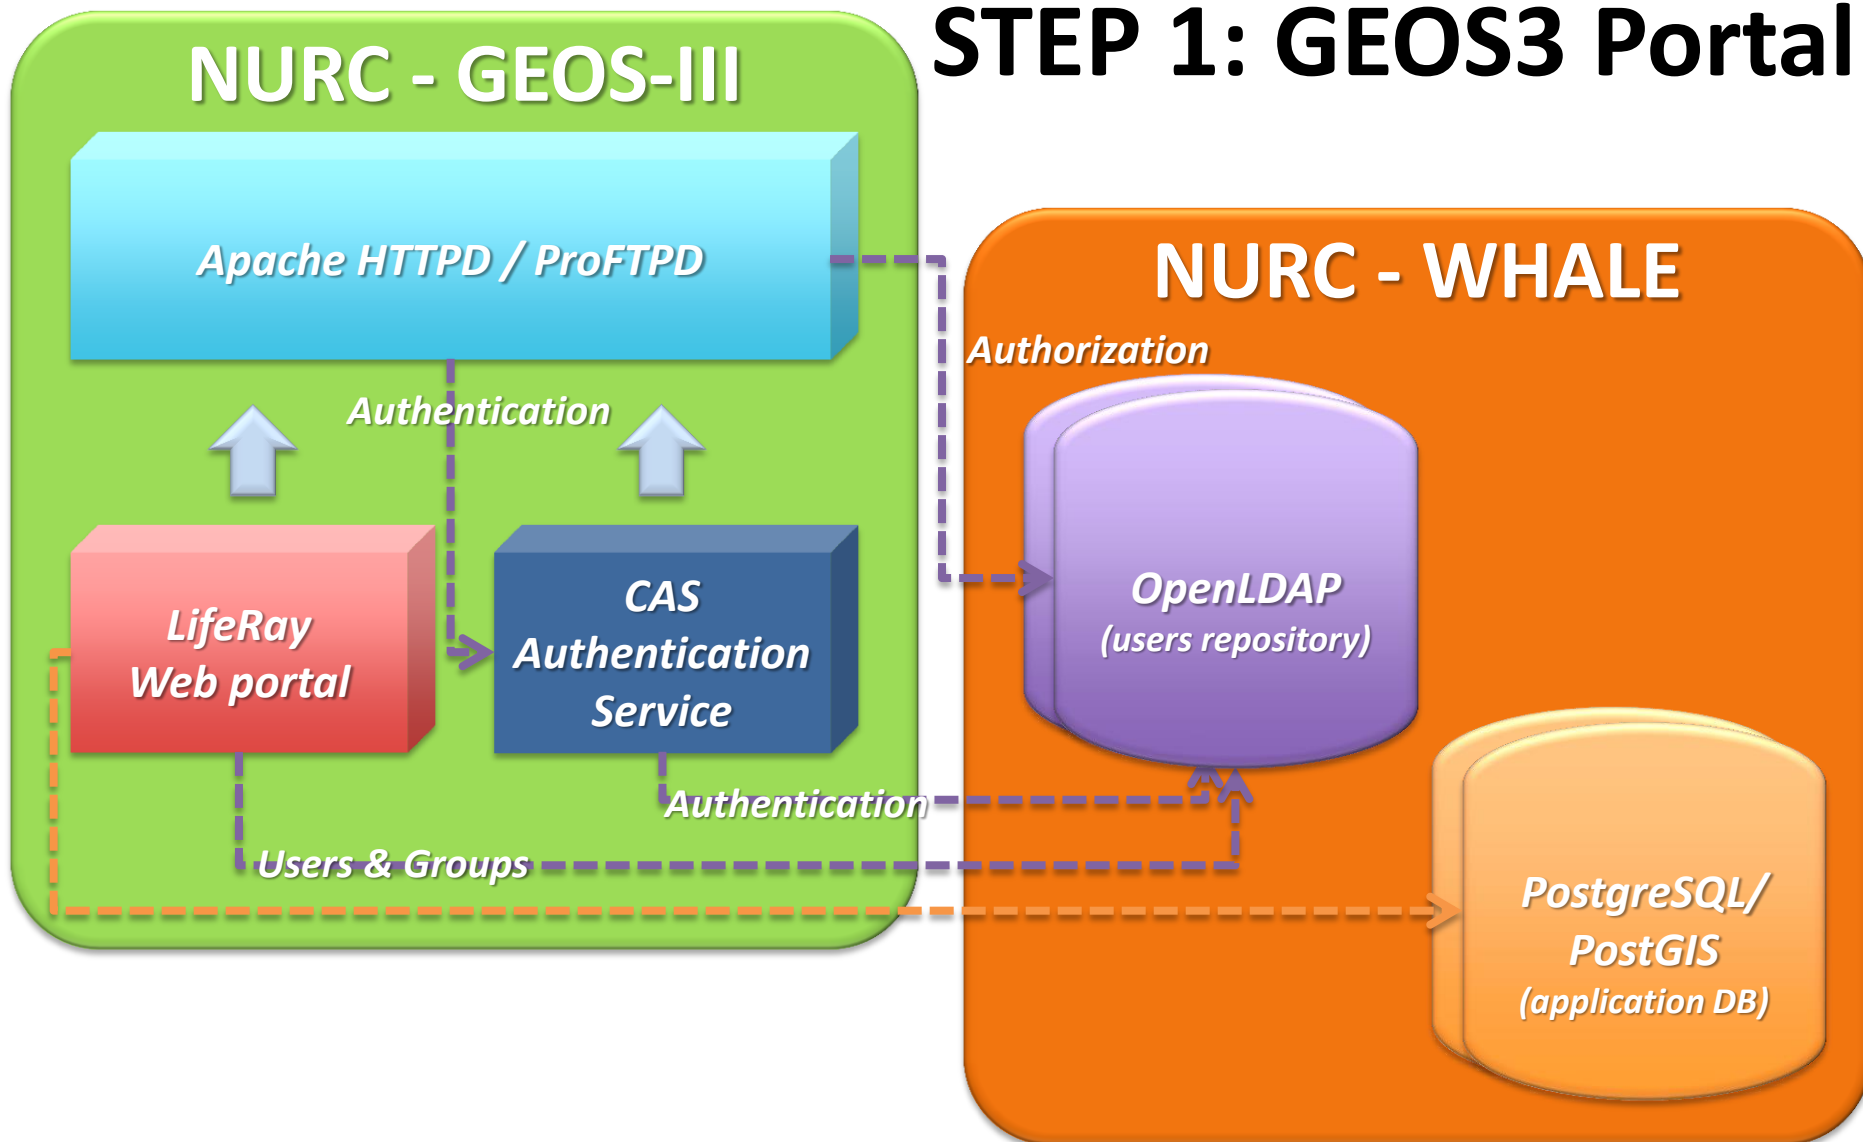 STEP 1: GEOS3 Portal
NURC - GEOS-III
Apache HTTPD / ProFTPD
Authentication
LifeRay
Web portal
CAS
Authentication
Service
Authentication
Users & Groups
NURC - WHALE
Authorization
OpenLDAP
(users repository)
PostgreSQL/
PostGIS
(application DB)